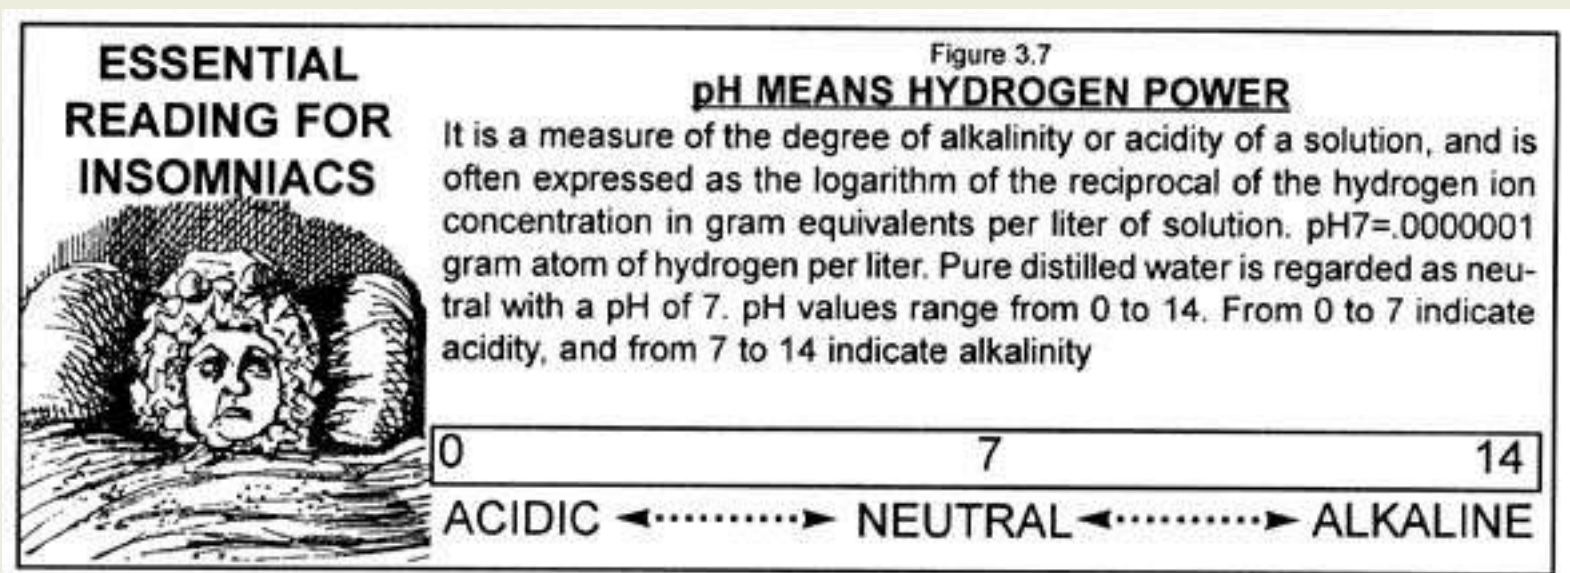 ESSENTIAL
READING FOR
INSOMNIACS
Figure 3.7
pH MEANS HYDROGEN POWER
It is a measure of the degree of alkalinity or acidity of a solution, and is
often expressed as the logarithm of the reciprocal of the hydrogen ion
concentration in gram equivalents per liter of solution. pH7=.0000001
gram atom of hydrogen per liter. Pure distilled water is regarded as neu-
tral with a pH of 7. pH values range from 0 to 14. From 0 to 7 indicate
acidity, and from 7 to 14 indicate alkalinity
0 7 14
ACIDIC NEUTRAL ALKALINE